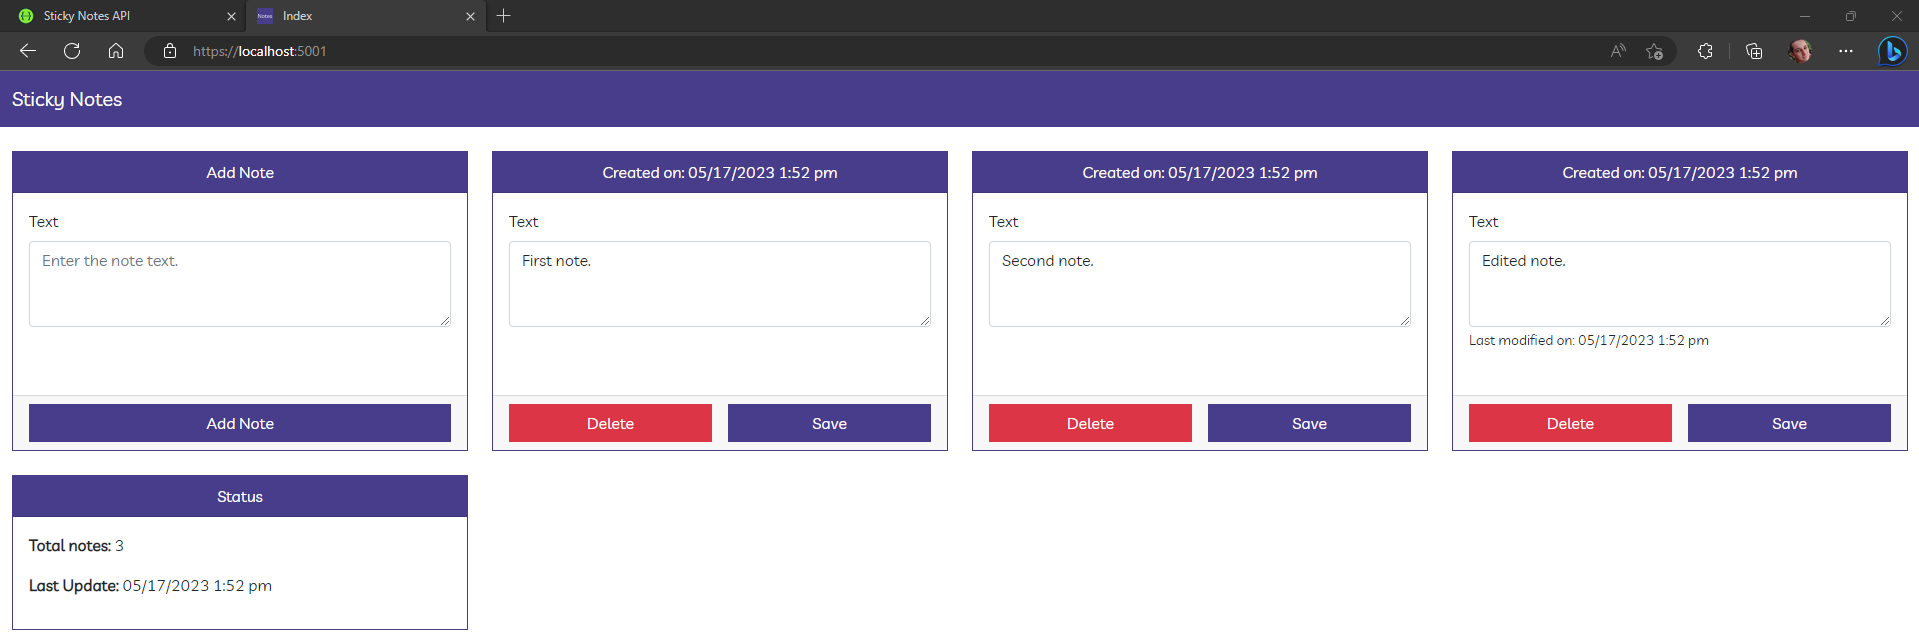 Sticky Notes API
Notes Index
https://localhost:5001
Sticky Notes
Add Note
Text
Enter the note text.
Add Note
Created on: 05/17/2023 1:52 pm
Text
First note.
Delete Save
Created on: 05/17/2023 1:52 pm
Text
Second note.
Delete Save
Created on: 05/17/2023 1:52 pm
Text
Edited note.
Last modified on: 05/17/2023 1:52 pm
Delete Save
Status
Total notes: 3
Last Update: 05/17/2023 1:52 pm